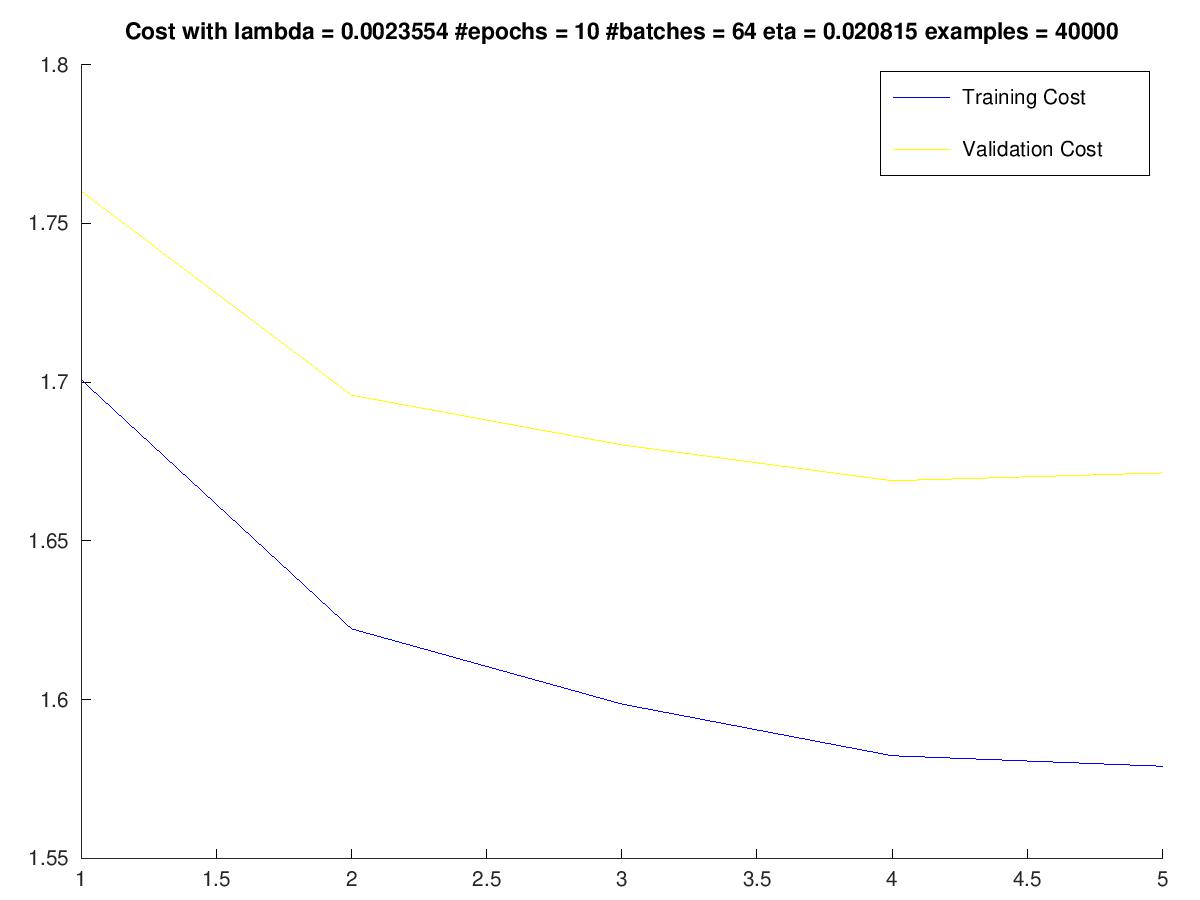 Cost with lambda = 0.0023554 #epochs = 10 #batches = 64 eta = 0.020815 examples = 40000
1.8
Training Cost
Validation Cost
1.75
1.7
1.65
1.6
1.55
1 1.5 2 2.5 3 3.5 4 4.5 5